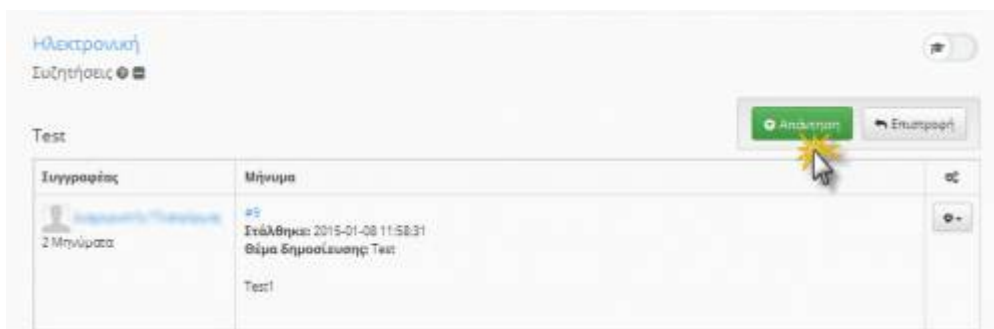 Ηλεκτρονική
Συζητήσεις
Απάντηση
Επιστροφή
Test
Συγγραφέας
Μήνυμα
#9
Στάλθηκε: 2015-01-08 11:58:31
2 Μηνύματα
Θέμα δημοσίευσης: Test
Test1